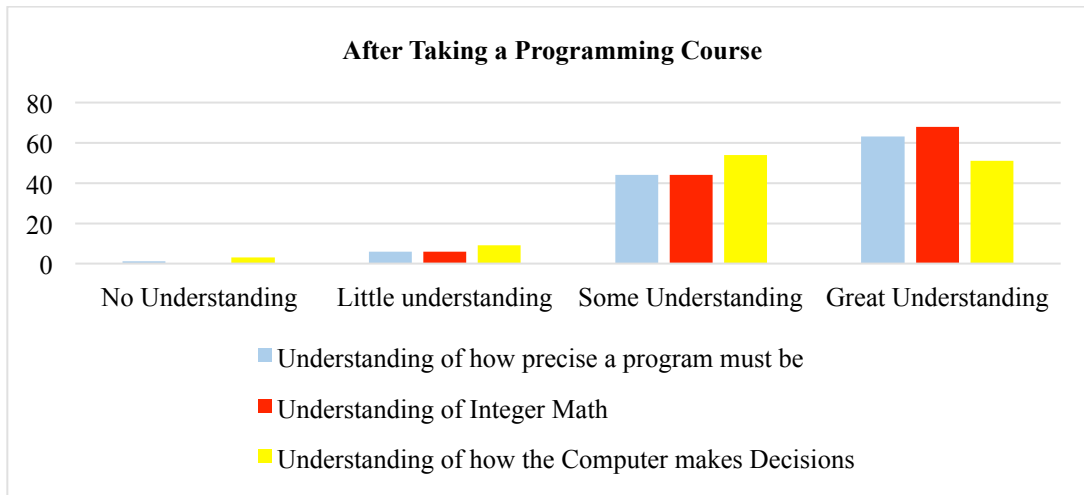 After Taking a Programming Course
80
60
40
20
0
No Understanding Little understanding Some Understanding Great Understanding
Understanding of how precise a program must be
Understanding of Integer Math
Understanding of how the Computer makes Decisions